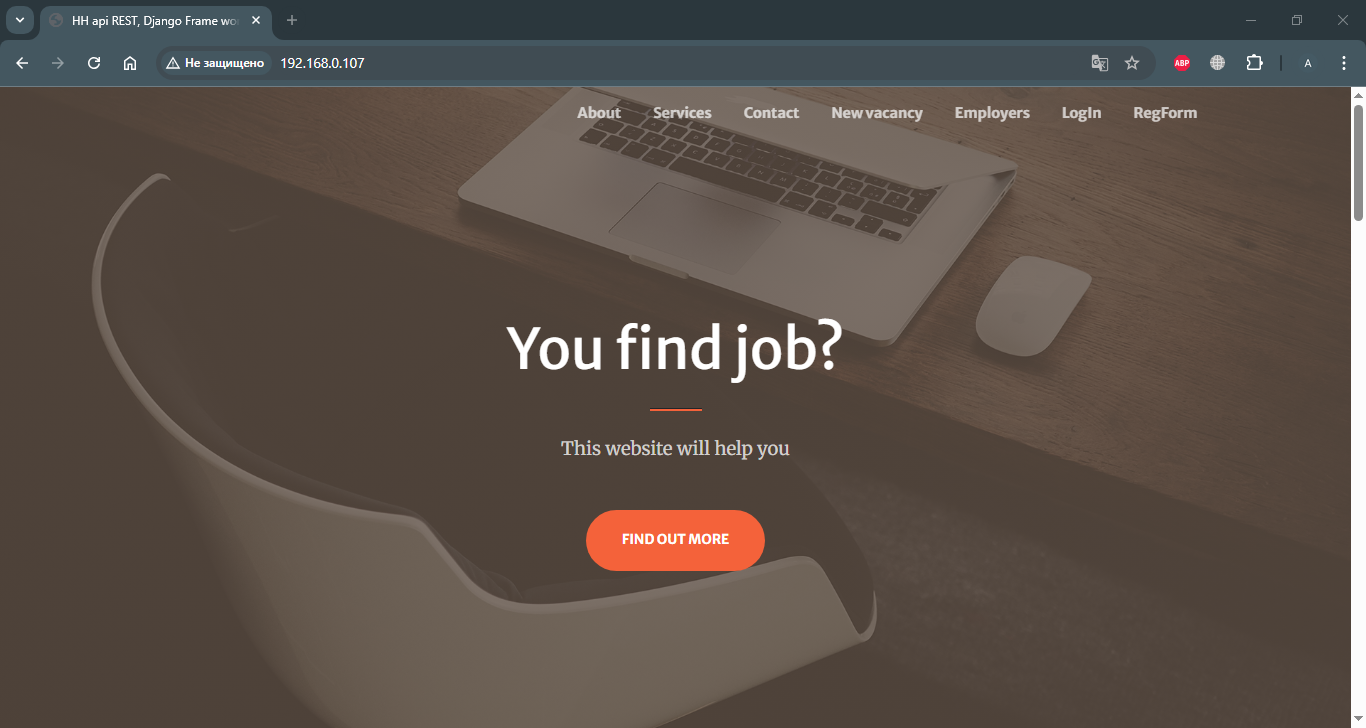 HH api REST, Django Frame wo
Не защищено
192.168.0.107
ABP
A
About
Services
Contact
New vacancy
Employers
LogIn
RegForm
You find job?
This website will help you
FIND OUT MORE